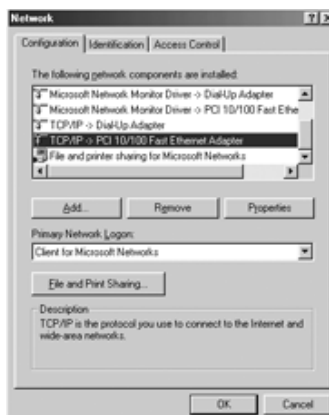 Network
Configuration Identification Access Control
The following network components are installed:
Microsoft Network Monitor Driver -> Dial-Up Adapter
Microsoft Network Monitor Driver -> PCI 10/100 Fast Ethe
TCP/IP -> Dial-Up Adapter
TCP/IP -> PCI 10/100 Fast Ethernet Adapter
File and printer sharing for Microsoft Networks
Add... Remove Properties
Primary Network Logon:
Client for Microsoft Networks
File and Print Sharing...
Description
TCP/IP is the protocol you use to connect to the Internet and
wide-area networks.
OK Cancel